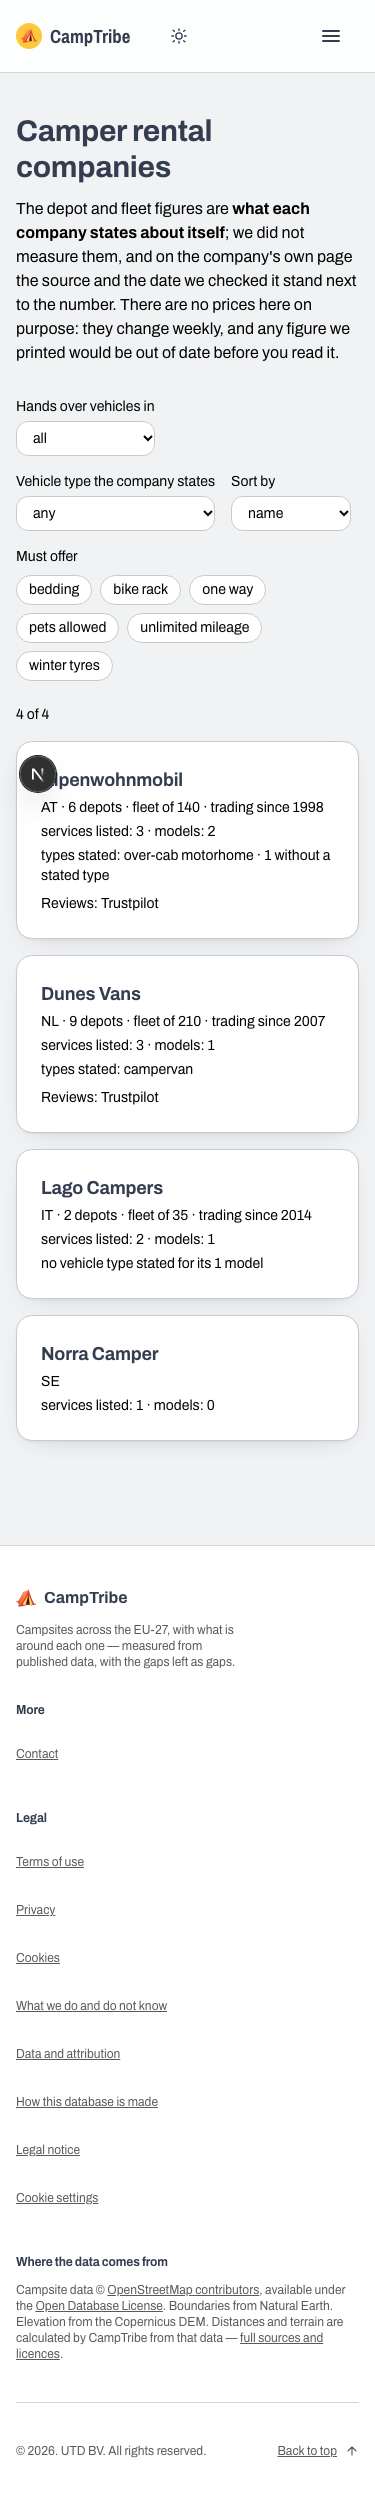 CampTribe
Camper rental
companies
The depot and fleet figures are what each
company states about itself; we did not
measure them, and on the company's own page
the source and the date we checked it stand next
to the number. There are no prices here on
purpose: they change weekly, and any figure we
printed would be out of date before you read it.
Hands over vehicles in
all
Vehicle type the company states Sort by
any name
Must offer
bedding bike rack one way
pets allowed unlimited mileage
winter tyres
4 of 4
N lpenwohnmobil
AT · 6 depots · fleet of 140 · trading since 1998
services listed: 3 · models: 2
types stated: over-cab motorhome · 1 without a
stated type
Reviews: Trustpilot
Dunes Vans
NL · 9 depots · fleet of 210 · trading since 2007
services listed: 3 · models: 1
types stated: campervan
Reviews: Trustpilot
Lago Campers
IT · 2 depots · fleet of 35 · trading since 2014
services listed: 2 · models: 1
no vehicle type stated for its 1 model
Norra Camper
SE
services listed: 1 · models: 0
CampTribe
Campsites across the EU-27, with what is
around each one — measured from
published data, with the gaps left as gaps.
More
Contact
Legal
Terms of use
Privacy
Cookies
What we do and do not know
Data and attribution
How this database is made
Legal notice
Cookie settings
Where the data comes from
Campsite data © OpenStreetMap contributors, available under
the Open Database License. Boundaries from Natural Earth.
Elevation from the Copernicus DEM. Distances and terrain are
calculated by CampTribe from that data — full sources and
licences.
© 2026. UTD BV. All rights reserved. Back to top ↑